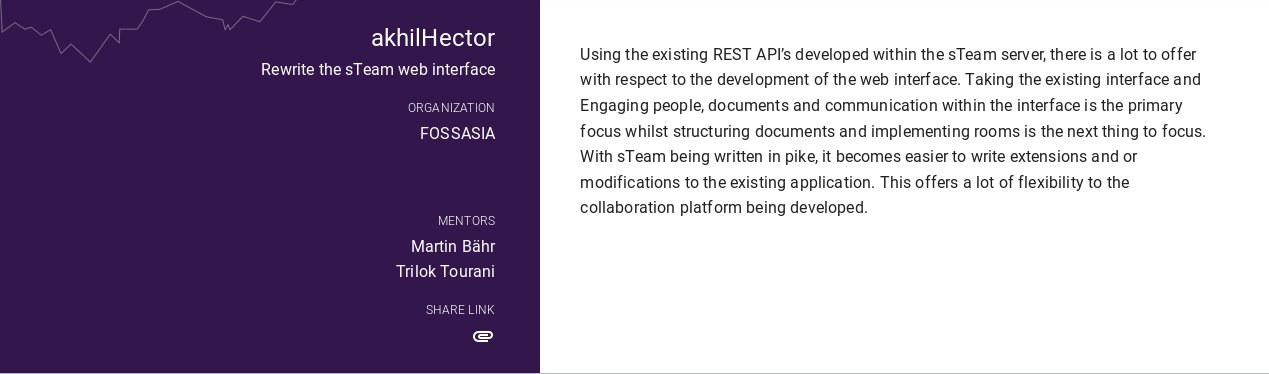 akhilHector
Rewrite the sTeam web interface
ORGANIZATION
FOSSASIA
MENTORS
Martin Bähr
Trilok Tourani
SHARE LINK
Using the existing REST API’s developed within the sTeam server, there is a lot to offer
with respect to the development of the web interface. Taking the existing interface and
Engaging people, documents and communication within the interface is the primary
focus whilst structuring documents and implementing rooms is the next thing to focus.
With sTeam being written in pike, it becomes easier to write extensions and or
modifications to the existing application. This offers a lot of flexibility to the
collaboration platform being developed.